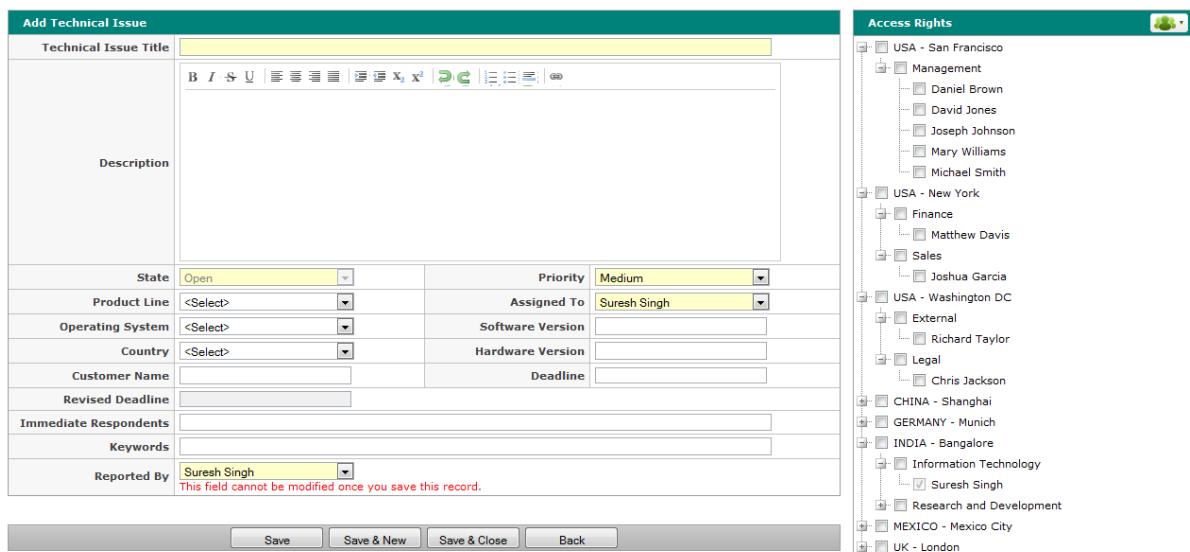 Add Technical Issue
Technical Issue Title
B I S U X₂ X²
Description
State Open Priority Medium
Product Line <Select> Assigned To Suresh Singh
Operating System <Select> Software Version
Country <Select> Hardware Version
Customer Name Deadline
Revised Deadline
Immediate Respondents
Keywords
Reported By Suresh Singh
This field cannot be modified once you save this record.
Save Save & New Save & Close Back
Access Rights
USA - San Francisco
Management
Daniel Brown
David Jones
Joseph Johnson
Mary Williams
Michael Smith
USA - New York
Finance
Matthew Davis
Sales
Joshua Garcia
USA - Washington DC
External
Richard Taylor
Legal
Chris Jackson
CHINA - Shanghai
GERMANY - Munich
INDIA - Bangalore
Information Technology
Suresh Singh
Research and Development
MEXICO - Mexico City
UK - London